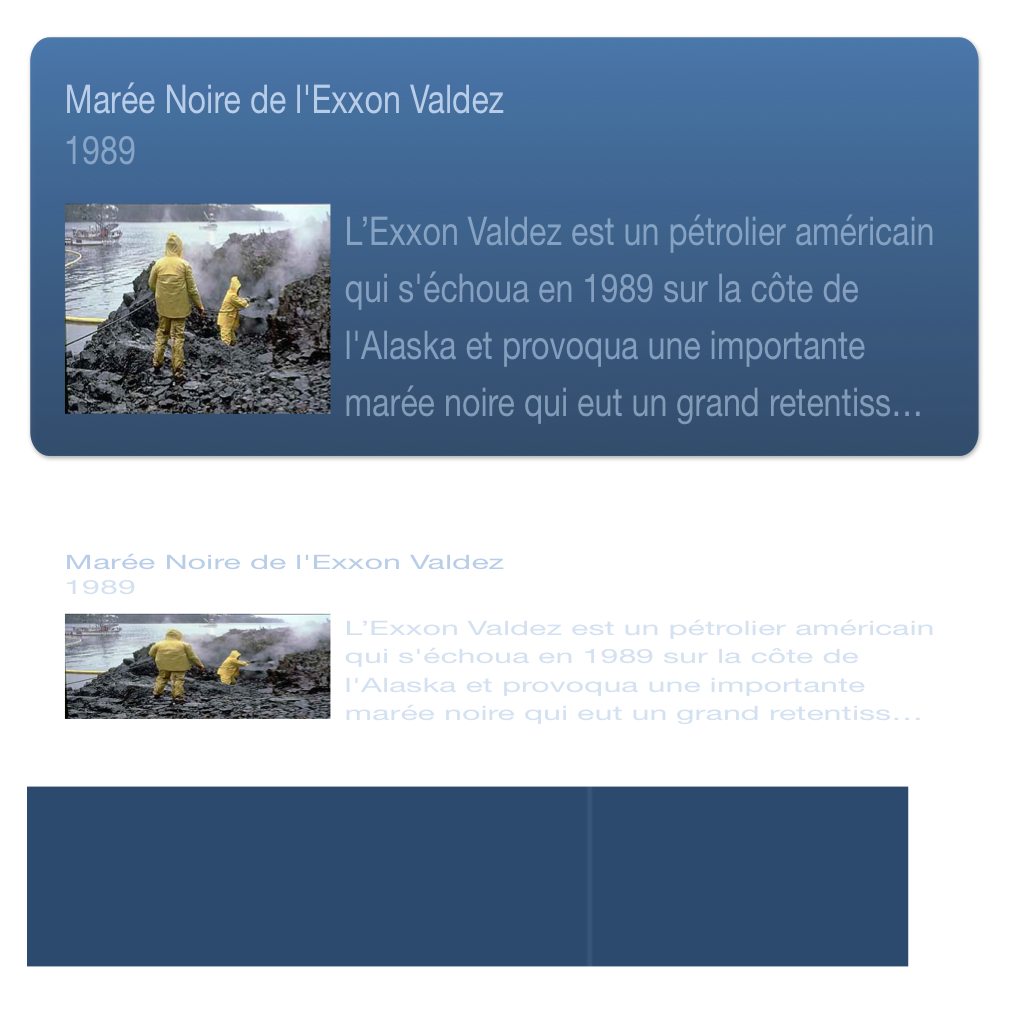 Marée Noire de l'Exxon Valdez
1989
L’Exxon Valdez est un pétrolier américain
qui s'échoua en 1989 sur la côte de
l'Alaska et provoqua une importante
marée noire qui eut un grand retentiss…
Marée Noire de l'Exxon Valdez
1989
L’Exxon Valdez est un pétrolier américain
qui s'échoua en 1989 sur la côte de
l'Alaska et provoqua une importante
marée noire qui eut un grand retentiss…